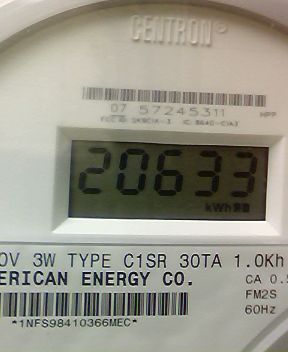 CENTRON®
07 57245311 HPP
20633
kWh
0V 3W TYPE C1SR 30TA 1.0Kh
ERICAN ENERGY CO.
CA 0.5
FM2S
60Hz
*1NFS98410366MEC*